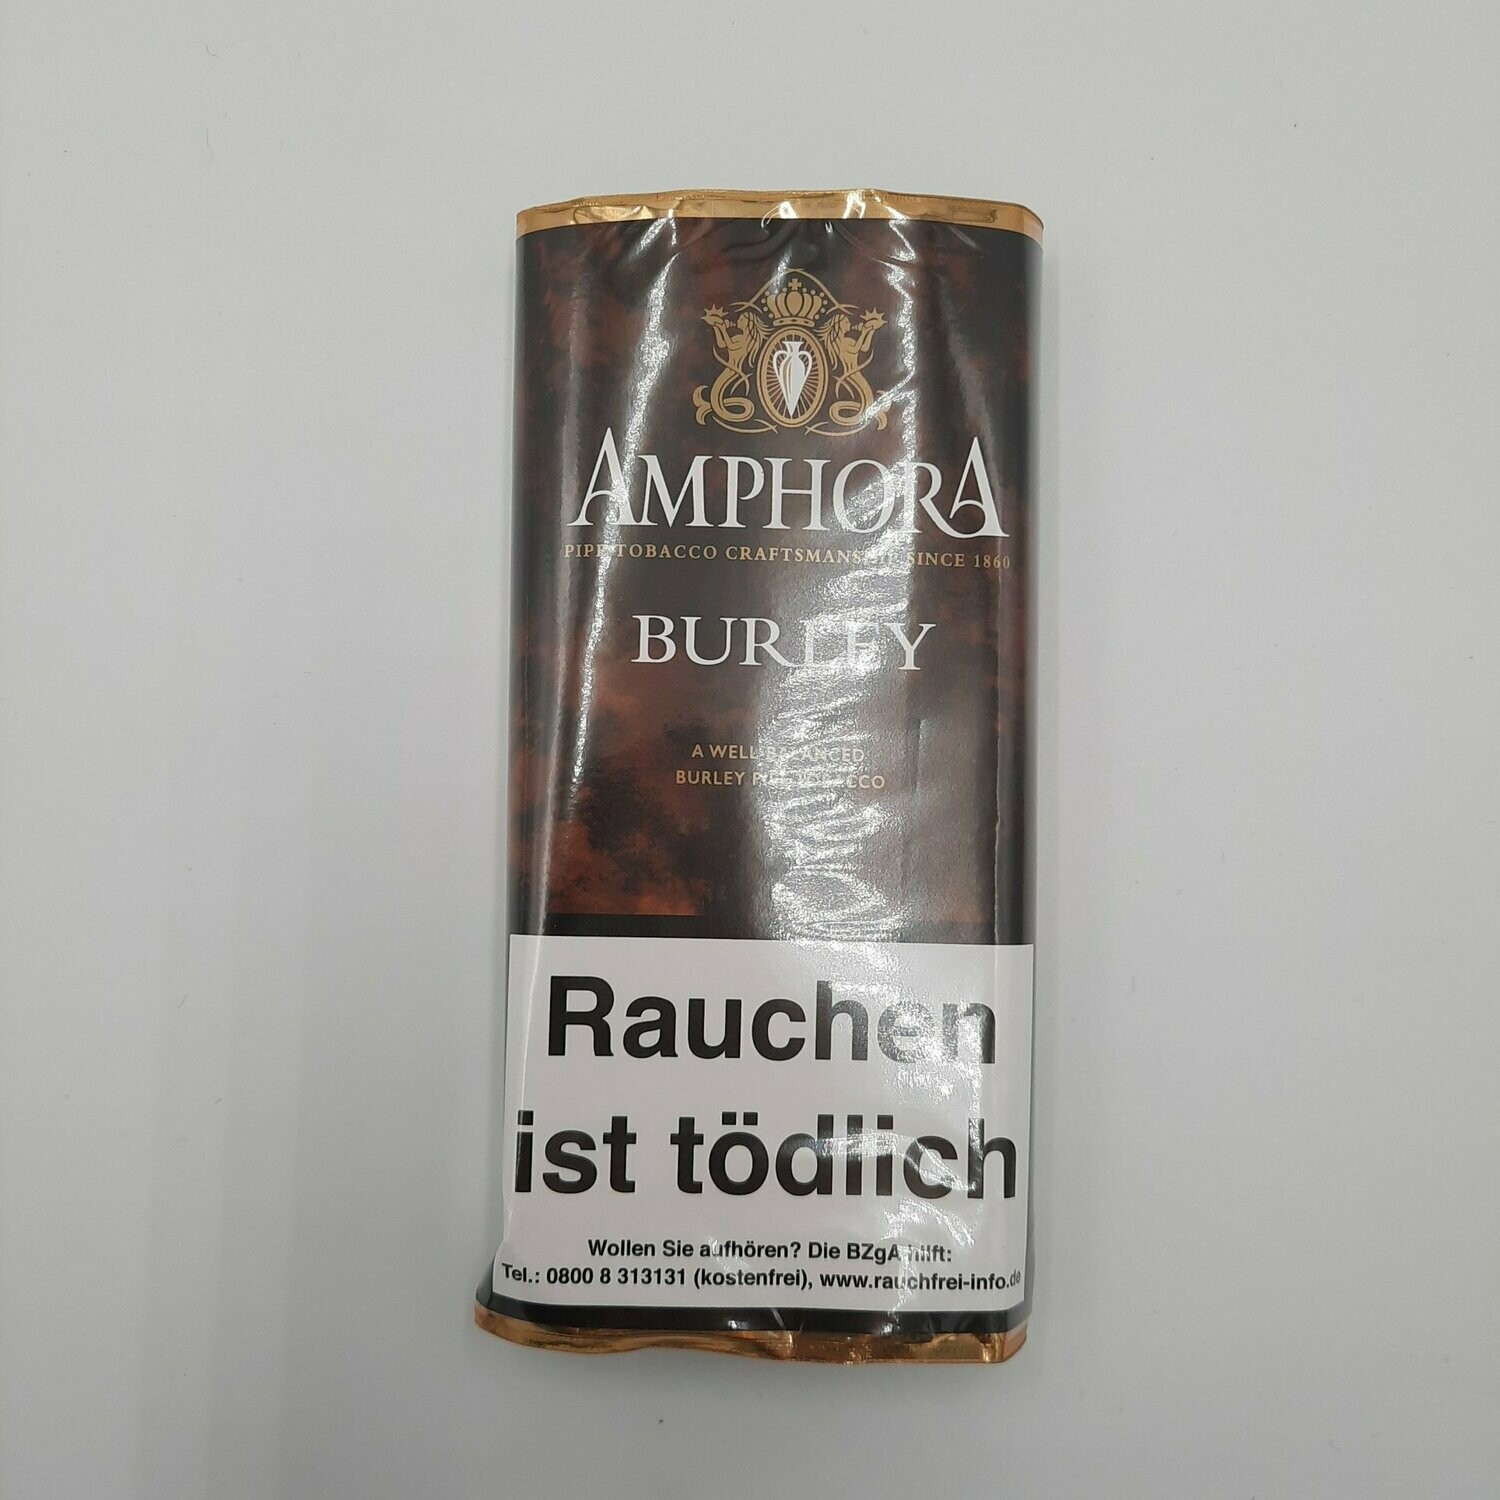 AMPHORA
PIPE TOBACCO CRAFTSMANSHIP SINCE 1860
BURLEY
A WELL BALANCED
BURLEY PIPE TOBACCO
Rauchen
ist tödlich
Wollen Sie aufhören? Die BZgA hilft:
Tel.: 0800 8 313131 (kostenfrei), www.rauchfrei-info.de